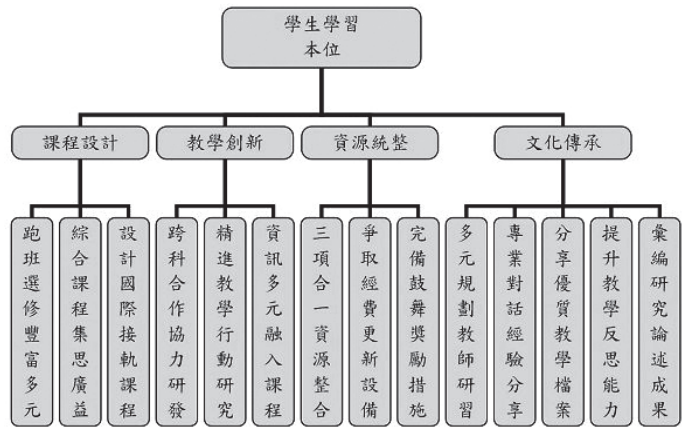 學生學習
本位
課程設計
教學創新
資源統整
文化傳承
跑班選修豐富多元
綜合課程集思廣益
設計國際接軌課程
跨科合作協力研發
精進教學行動研究
資訊多元融入課程
三項合一資源整合
爭取經費更新設備
完備鼓舞獎勵措施
多元規劃教師研習
專業對話經驗分享
分享優質教學檔案
提升教學反思能力
彙編研究論述成果